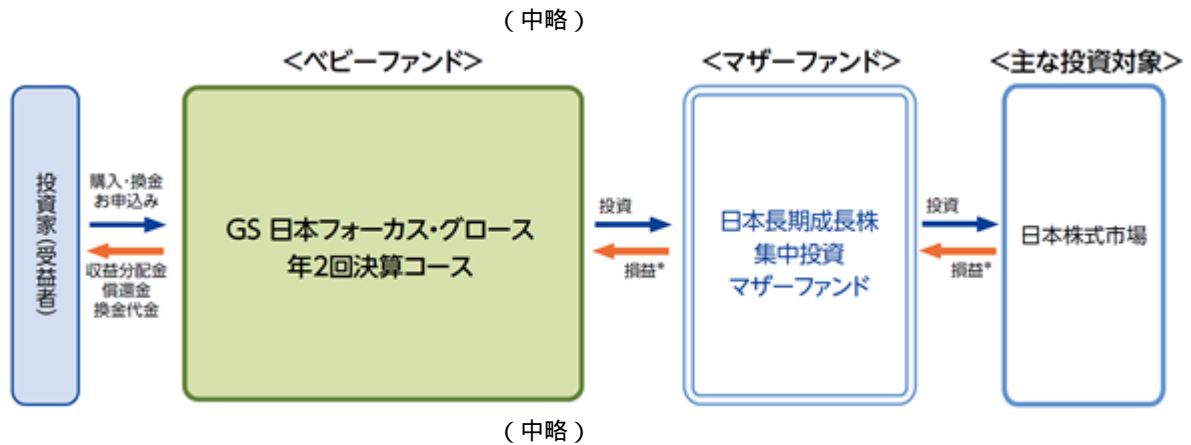 (中略)
<ベビーファンド>
<マザーファンド>
<主な投資対象>
投資家(受益者)
購入・換金
お申込み
収益分配金
償還金
換金代金
GS 日本フォーカス・グロース
年2回決算コース
投資
損益*
日本長期成長株
集中投資
マザーファンド
投資
損益*
日本株式市場
(中略)